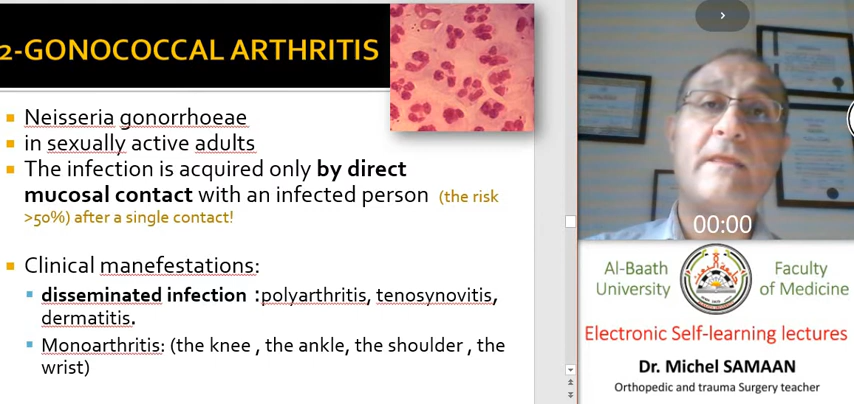 2-GONOCOCCAL ARTHRITIS
Neisseria gonorrhoeae
in sexually active adults
The infection is acquired only by direct
mucosal contact with an infected person (the risk
>50%) after a single contact!
Clinical manefestations:
disseminated infection :polyarthritis, tenosynovitis,
dermatitis.
Monoarthritis: (the knee , the ankle, the shoulder , the
wrist)
00:00
Al-Baath
University
Faculty
of Medicine
Electronic Self-learning lectures
Dr. Michel SAMAAN
Orthopedic and trauma Surgery teacher